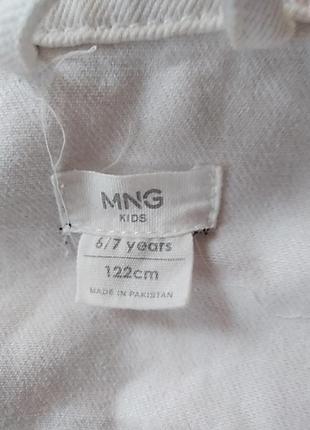 MNG
KIDS
6/7 years
122cm
MADE IN PAKISTAN